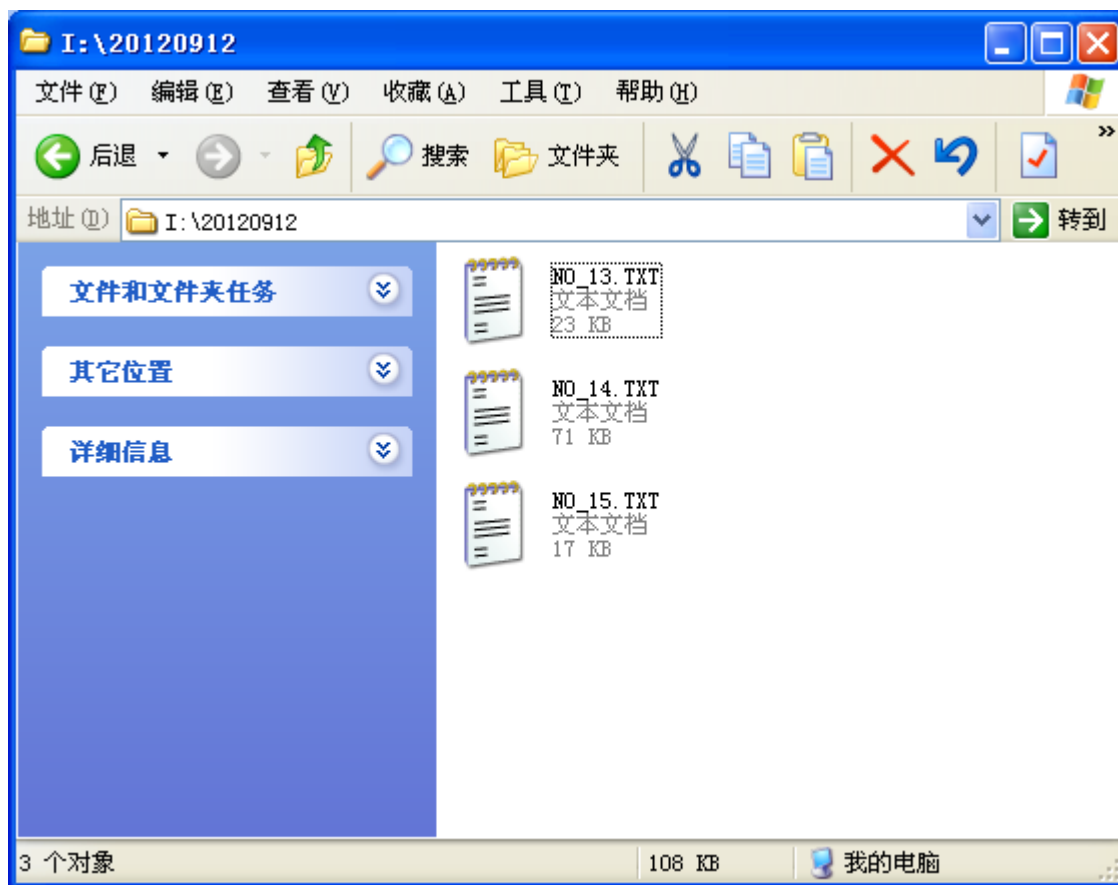 I:\20120912
文件(F) 编辑(E) 查看(V) 收藏(A) 工具(T) 帮助(H)
后退 搜索 文件夹 »
地址(D) I:\20120912 转到
文件和文件夹任务
其它位置
详细信息
NO_13.TXT
文本文档
23 KB
NO_14.TXT
文本文档
71 KB
NO_15.TXT
文本文档
17 KB
3 个对象 108 KB 我的电脑